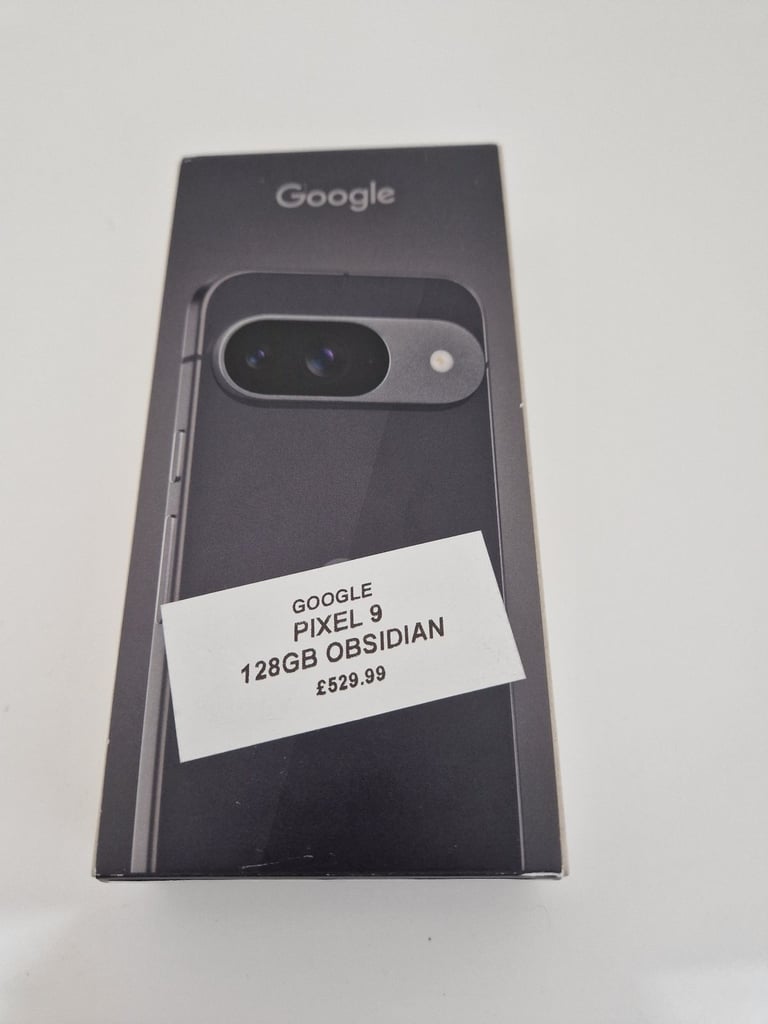 Google
GOOGLE
PIXEL 9
128GB OBSIDIAN
£529.99